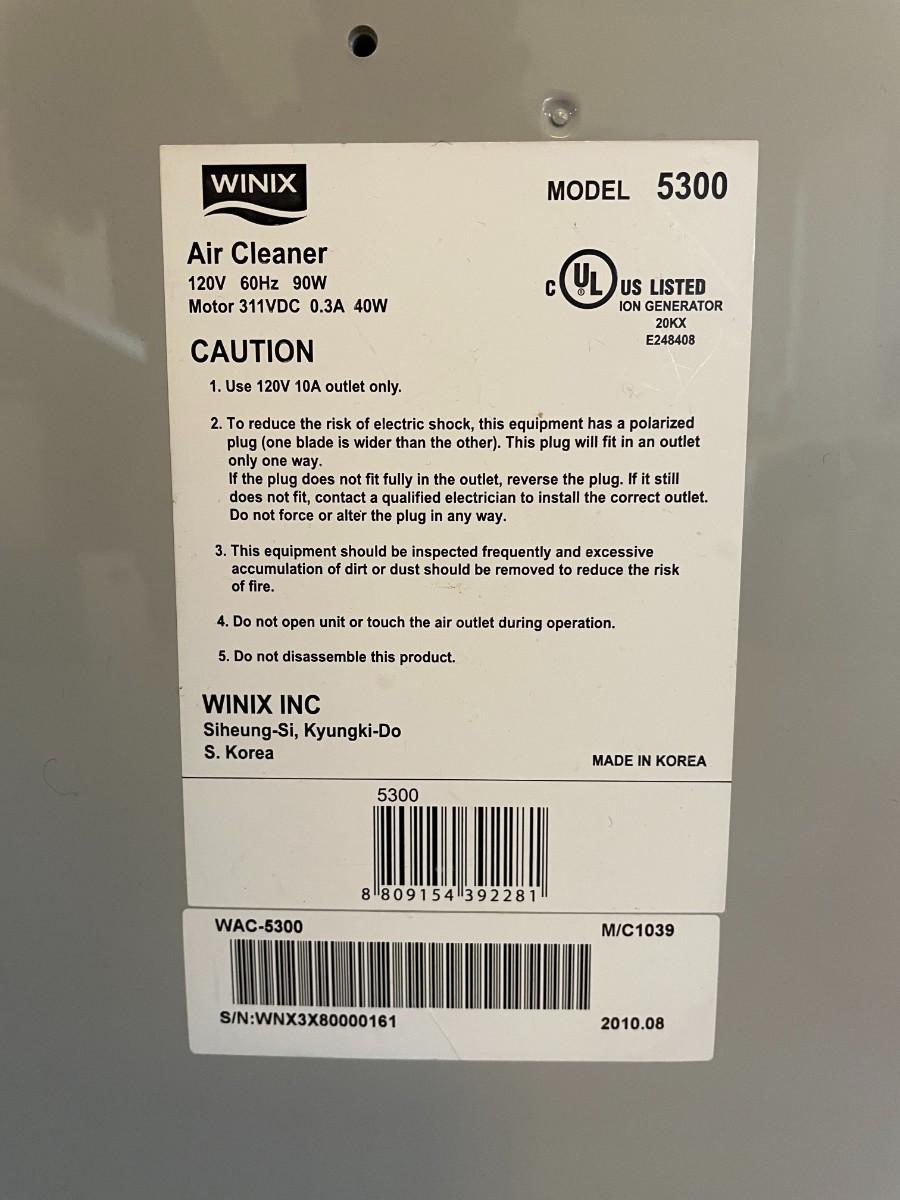 WINIX
MODEL 5300
Air Cleaner
120V 60Hz 90W
Motor 311VDC 0.3A 40W
C UL US LISTED
®
ION GENERATOR
20KX
E248408
CAUTION
1. Use 120V 10A outlet only.
2. To reduce the risk of electric shock, this equipment has a polarized
plug (one blade is wider than the other). This plug will fit in an outlet
only one way.
If the plug does not fit fully in the outlet, reverse the plug. If it still
does not fit, contact a qualified electrician to install the correct outlet.
Do not force or alter the plug in any way.
3. This equipment should be inspected frequently and excessive
accumulation of dirt or dust should be removed to reduce the risk
of fire.
4. Do not open unit or touch the air outlet during operation.
5. Do not disassemble this product.
WINIX INC
Siheung-Si, Kyungki-Do
S. Korea
MADE IN KOREA
5300
8 809154 392281
WAC-5300
M/C1039
S/N:WNX3X80000161
2010.08